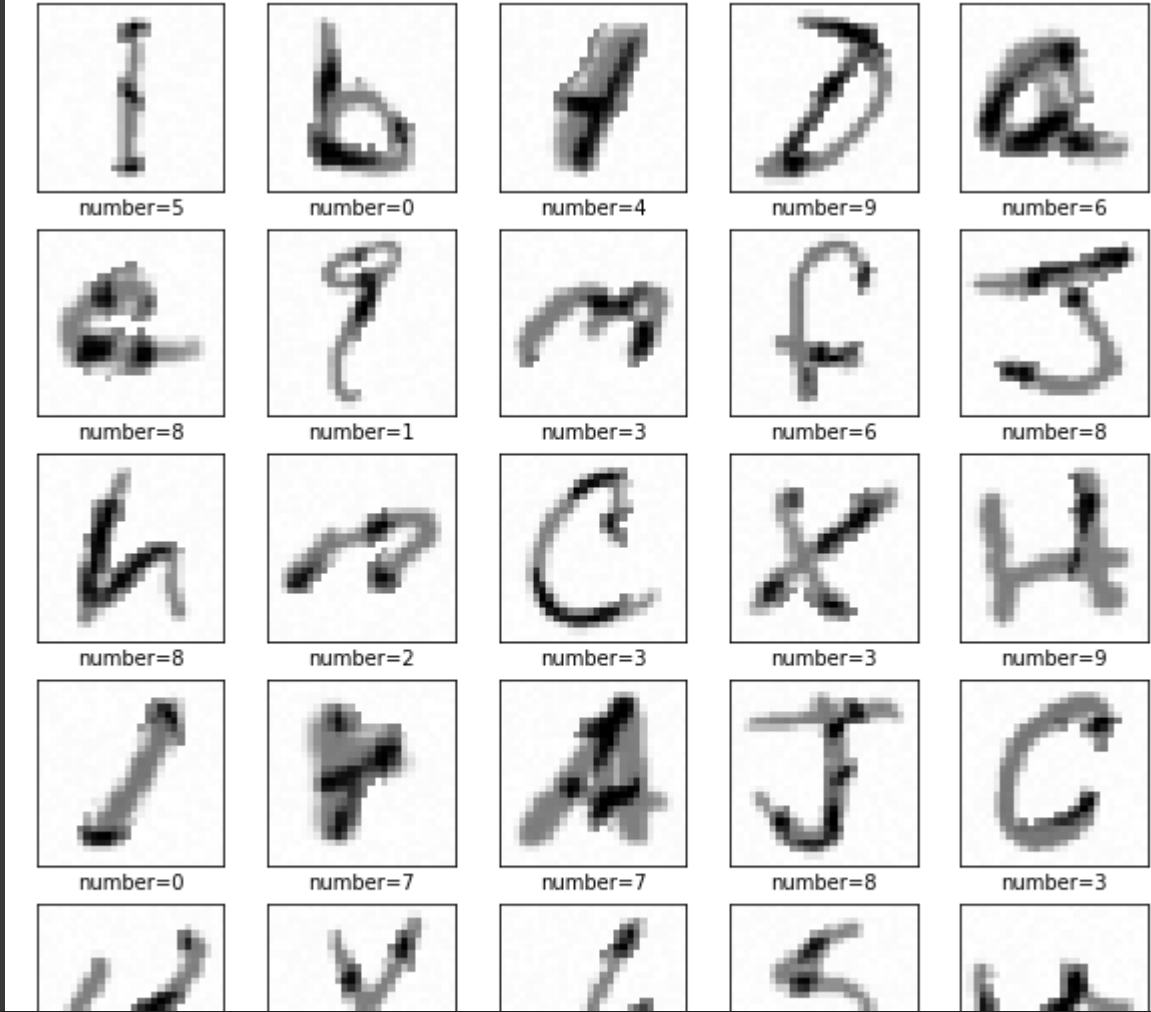 l b 1 D a
number=5 number=0 number=4 number=9 number=6
e q m f J
number=8 number=1 number=3 number=6 number=8
h n C X H
number=8 number=2 number=3 number=3 number=9
A J C
number=0 number=7 number=7 number=8 number=3